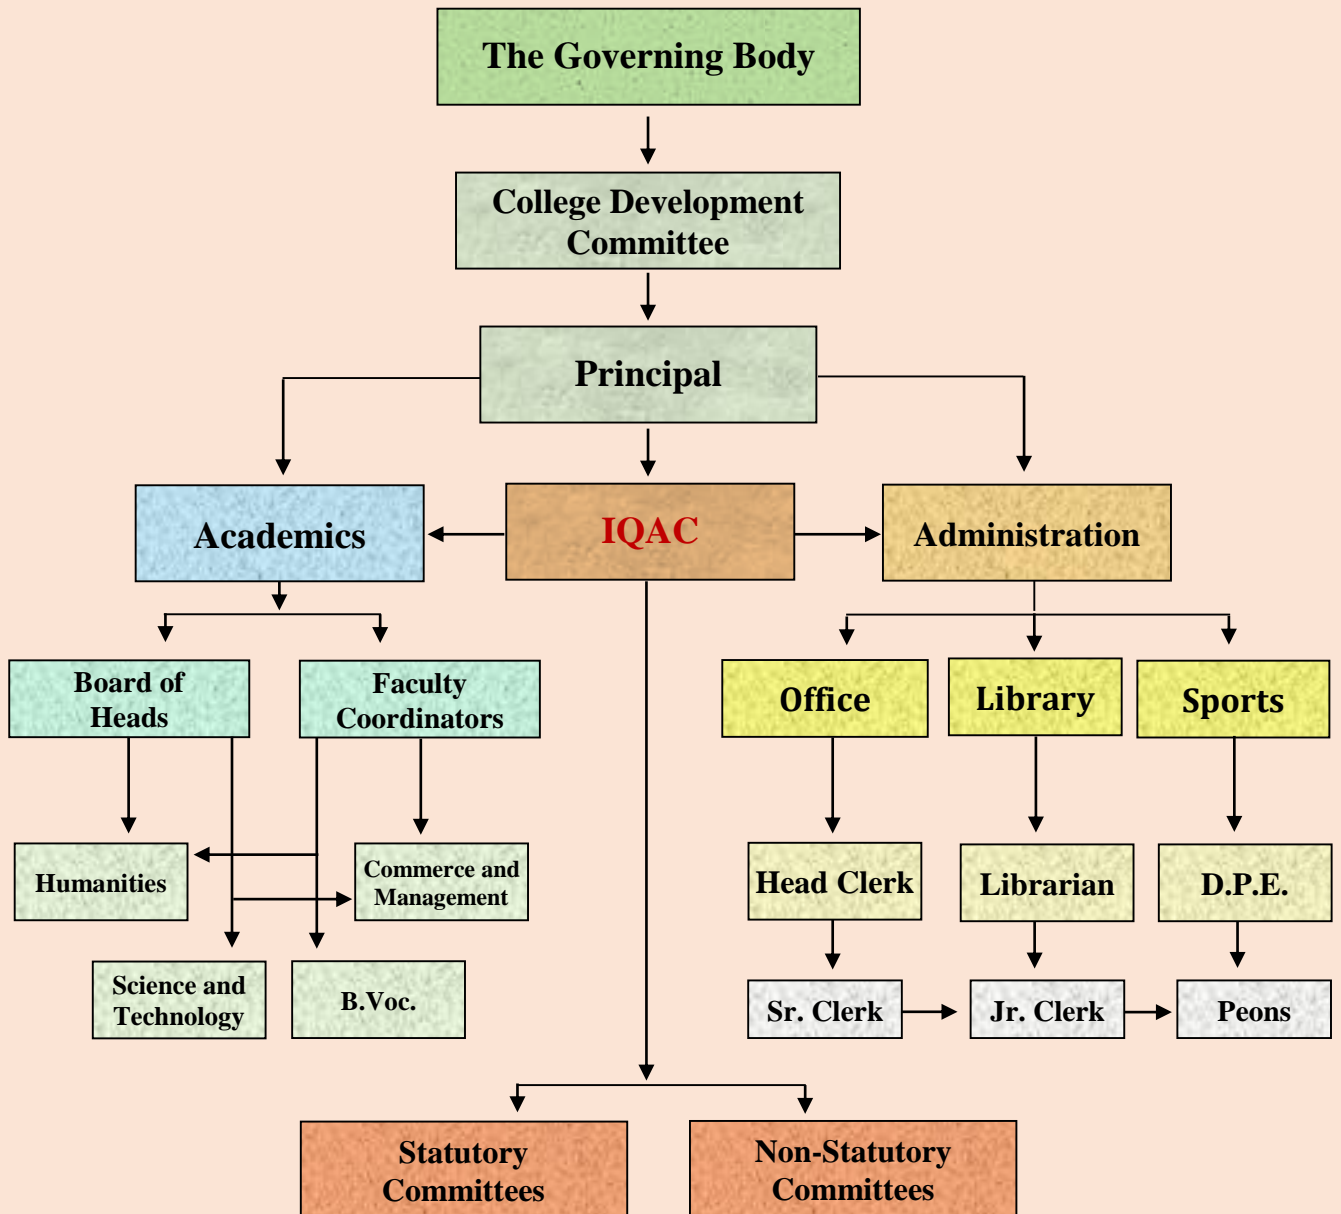 The Governing Body
College Development
Committee
Principal
Academics
IQAC
Administration
Board of
Heads
Faculty
Coordinators
Office
Library
Sports
Humanities
Commerce and
Management
Head Clerk
Librarian
D.P.E.
Science and
Technology
B.Voc.
Sr. Clerk
Jr. Clerk
Peons
Statutory
Committees
Non-Statutory
Committees